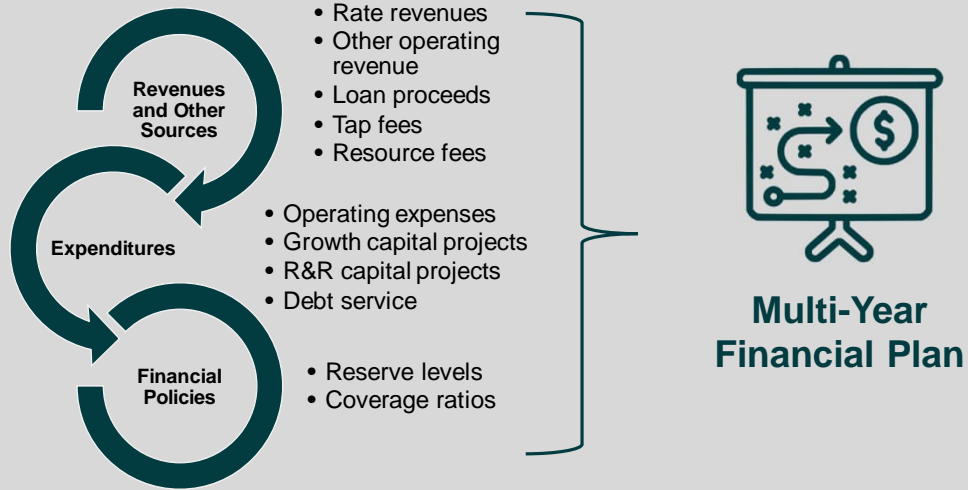 Revenues
and Other
Sources
• Rate revenues
• Other operating
revenue
• Loan proceeds
• Tap fees
• Resource fees
Expenditures
• Operating expenses
• Growth capital projects
• R&R capital projects
• Debt service
Financial
Policies
• Reserve levels
• Coverage ratios
$
Multi-Year
Financial Plan